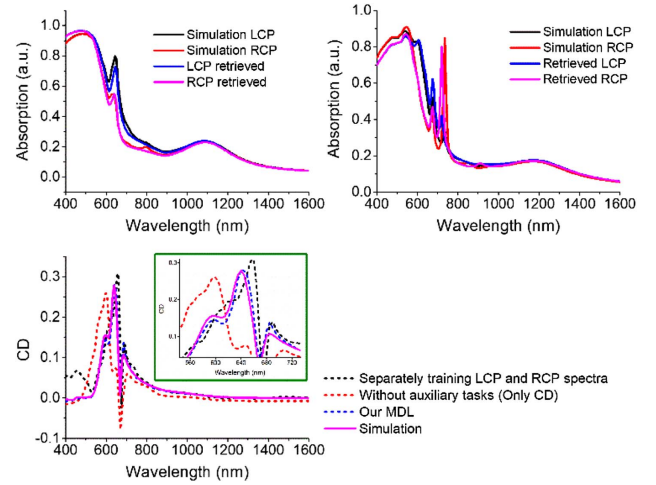 Simulation LCP
Simulation RCP
LCP retrieved
RCP retrieved
Absorption (a.u.)
1.0
0.8
0.6
0.4
0.2
0.0
400 600 800 1000 1200 1400 1600
Wavelength (nm)
Simulation LCP
Simulation RCP
Retrieved LCP
Retrieved RCP
Absorption (a.u.)
1.0
0.8
0.6
0.4
0.2
0.0
400 600 800 1000 1200 1400 1600
Wavelength (nm)
CD
0.3
0.2
0.1
0.0
-0.1
400 600 800 1000 1200 1400 1600
Wavelength (nm)
CD
0.3
0.2
0.1
560 600 640 680 720
Wavelength (nm)
Separately training LCP and RCP spectra
Without auxiliary tasks (Only CD)
Our MDL
Simulation